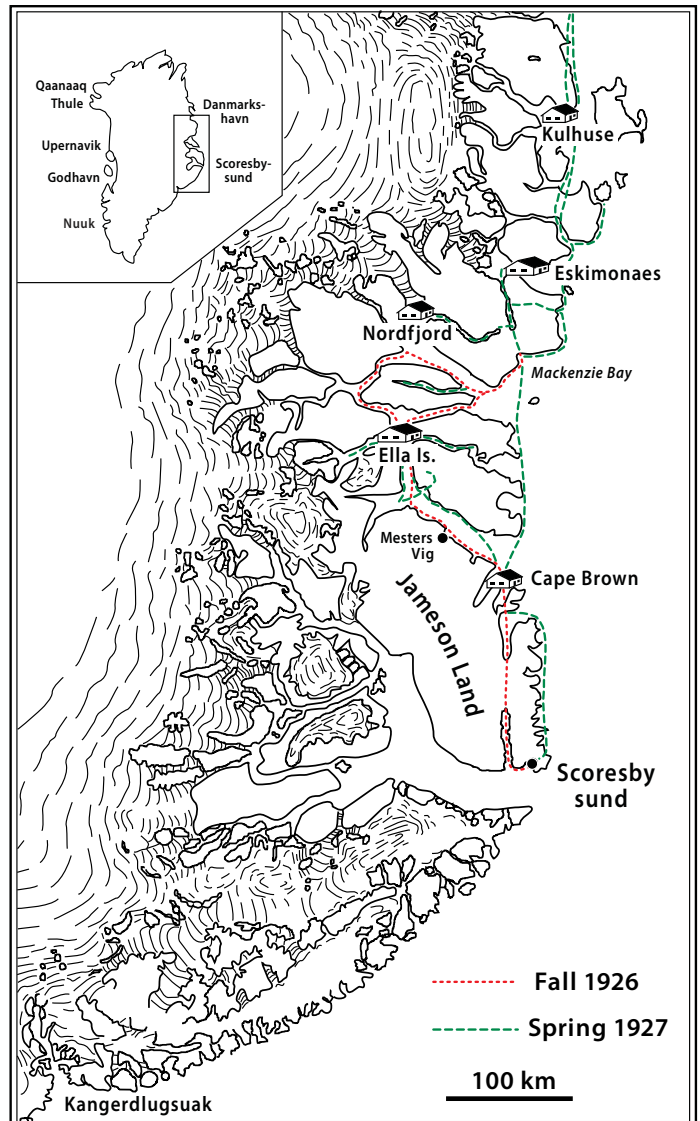 Qaanaaq
Thule
Danmarks-
havn
Upernavik
Godhavn
Scoresby-
sund
Nuuk
Kulhuse
Eskimonaes
Nordfjord
Mackenzie Bay
Ella Is.
Mesters
Vig
Cape Brown
Jameson Land
Scoresby
sund
Fall 1926
Spring 1927
100 km
Kangerdlugsuak